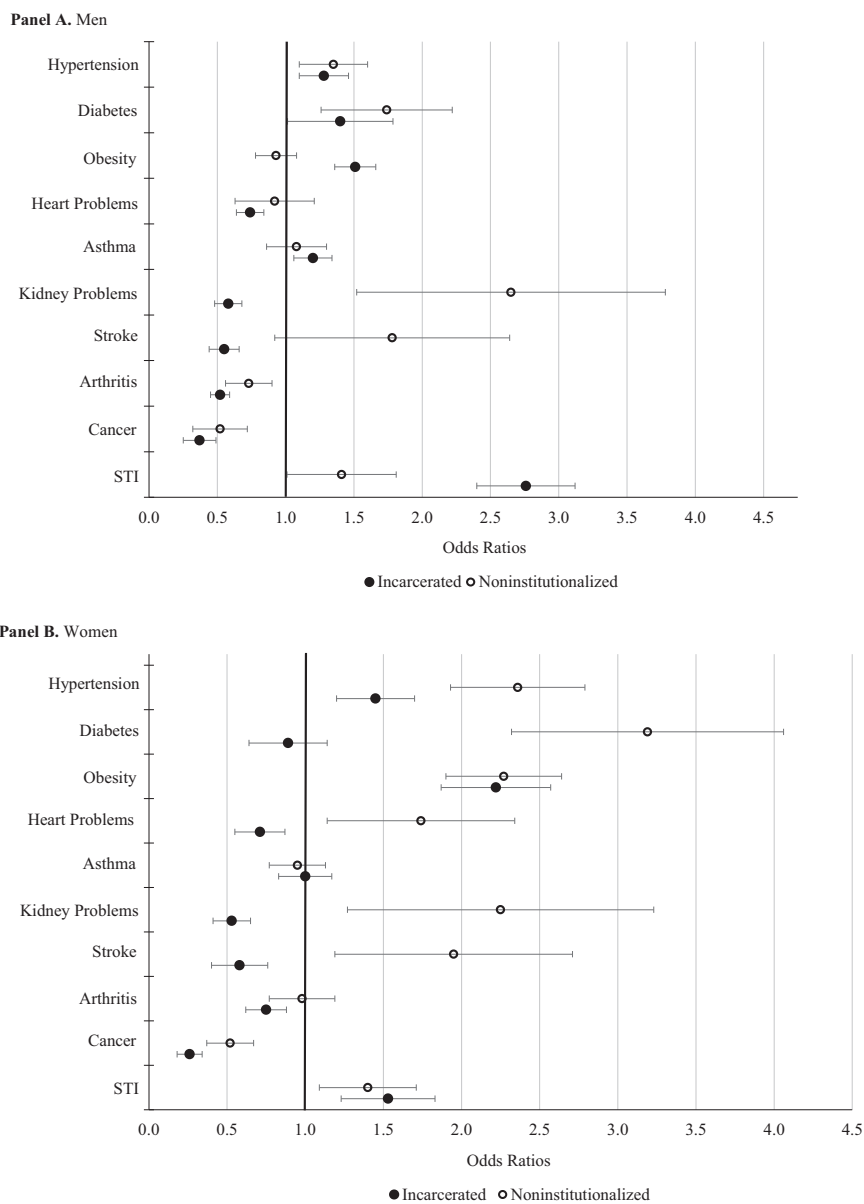 Panel A. Men
Hypertension
Diabetes
Obesity
Heart Problems
Asthma
Kidney Problems
Stroke
Arthritis
Cancer
STI
0.0 0.5 1.0 1.5 2.0 2.5 3.0 3.5 4.0 4.5
Odds Ratios
Incarcerated Noninstitutionalized
Panel B. Women
Hypertension
Diabetes
Obesity
Heart Problems
Asthma
Kidney Problems
Stroke
Arthritis
Cancer
STI
0.0 0.5 1.0 1.5 2.0 2.5 3.0 3.5 4.0 4.5
Odds Ratios
Incarcerated Noninstitutionalized